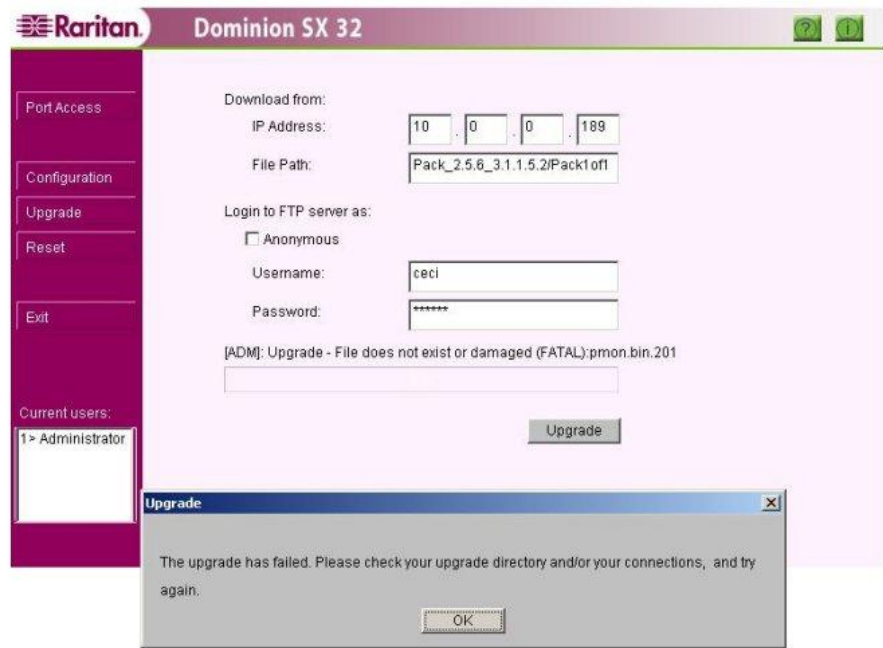 Raritan.
Dominion SX 32
? i
Port Access
Configuration
Upgrade
Reset
Exit
Current users:
1> Administrator
Download from:
IP Address: 10 . 0 . 0 . 189
File Path: Pack_2.5.6_3.1.1.5.2/Pack1of1
Login to FTP server as:
Anonymous
Username: ceci
Password: ******
[ADM]: Upgrade - File does not exist or damaged (FATAL):pmon.bin.201
Upgrade
Upgrade
The upgrade has failed. Please check your upgrade directory and/or your connections, and try
again.
OK